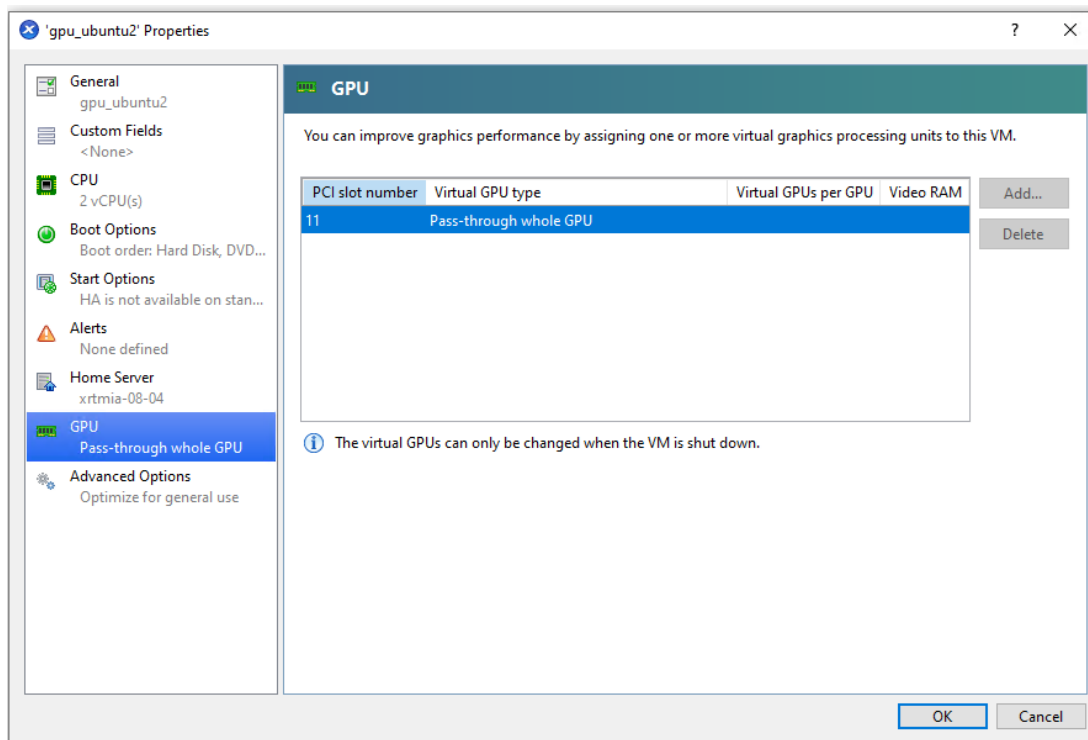 'gpu_ubuntu2' Properties
?
General
gpu_ubuntu2
Custom Fields
<None>
CPU
2 vCPU(s)
Boot Options
Boot order: Hard Disk, DVD...
Start Options
HA is not available on stan...
Alerts
None defined
Home Server
xrtmia-08-04
GPU
Pass-through whole GPU
Advanced Options
Optimize for general use
GPU
You can improve graphics performance by assigning one or more virtual graphics processing units to this VM.
PCI slot number Virtual GPU type Virtual GPUs per GPU Video RAM
11 Pass-through whole GPU
Add...
Delete
The virtual GPUs can only be changed when the VM is shut down.
OK Cancel